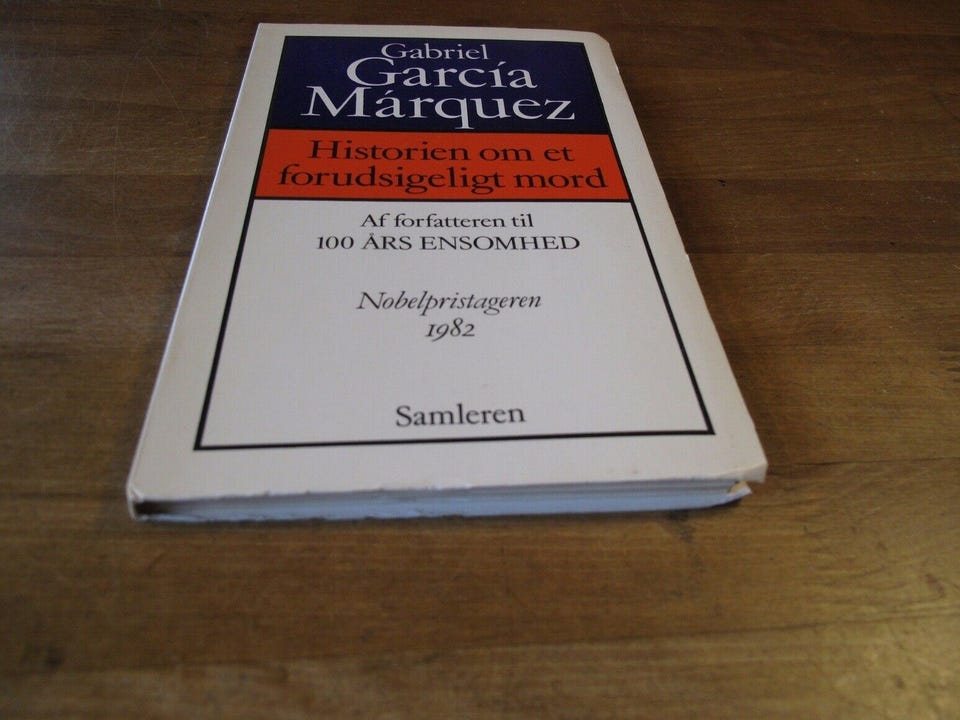 Gabriel
García
Márquez
Historien om et
forudsigeligt mord
Af forfatteren til
100 ÅRS ENSOMHED
Nobelpristageren
1982
Samleren